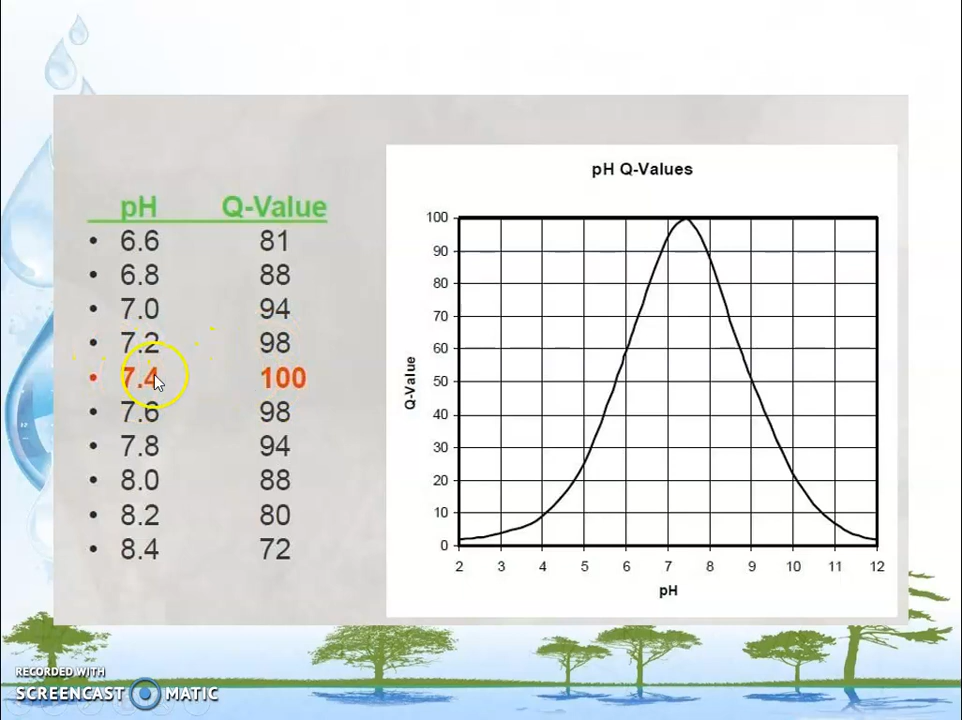 pH Q-Values
pH Q-Value
• 6.6 81
• 6.8 88
• 7.0 94
• 7.2 98
• 7.4 100
• 7.6 98
• 7.8 94
• 8.0 88
• 8.2 80
• 8.4 72
100
90
80
70
60
50
40
30
20
10
0
Q-Value
2 3 4 5 6 7 8 9 10 11 12
pH
RECORDED WITH
SCREENCAST MATIC